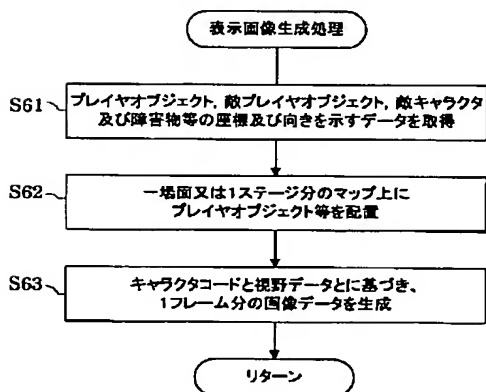 表示画像生成処理
S61
プレイヤオブジェクト, 敵プレイヤオブジェクト, 敵キャラクタ
及び障害物等の座標及び向きを示すデータを取得
S62
一場面又は1ステージ分のマップ上に
プレイヤオブジェクト等を配置
S63
キャラクタコードと視野データとに基づき、
1フレーム分の画像データを生成
リターン